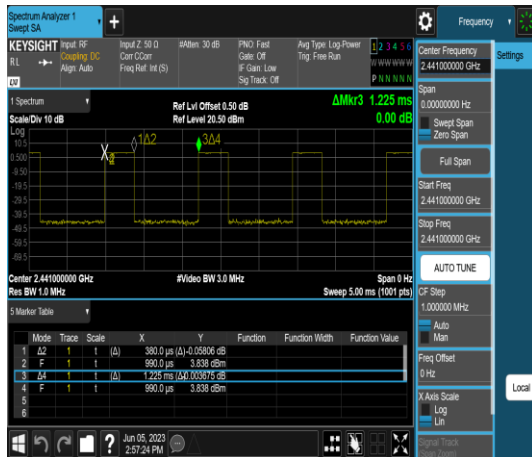 Spectrum Analyzer 1
Swept SA
+
Frequency
KEYSIGHT
RL
LXI
Input: RF
Coupling: DC
Align: Auto
Input Z: 50 Ω
Corr CCorr
Freq Ref: Int (S)
#Atten: 30 dB
PNO: Fast
Gate: Off
IF Gain: Low
Sig Track: Off
Avg Type: Log-Power
Trig: Free Run
1 2 3 4 5 6
W W W W W W
P N N N N N
1 Spectrum
Scale/Div 10 dB
Ref Lvl Offset 0.50 dB
Ref Level 20.50 dBm
ΔMkr3 1.225 ms
0.00 dB
Log
10.5
0.500
-9.50
-19.5
-29.5
-39.5
-49.5
-59.5
-69.5
1Δ2
3Δ4
Center 2.441000000 GHz
Res BW 1.0 MHz
#Video BW 3.0 MHz
Span 0 Hz
Sweep 5.00 ms (1001 pts)
5 Marker Table
Mode Trace Scale X Y Function Function Width Function Value
1 Δ2 1 t (Δ) 380.0 µs (Δ) -0.05806 dB
2 F 1 t 990.0 µs 3.838 dBm
3 Δ4 1 t (Δ) 1.225 ms (Δ) 0.003675 dB
4 F 1 t 990.0 µs 3.838 dBm
5
6
Jun 05, 2023
2:57:24 PM
?
Center Frequency
2.441000000 GHz
Settings
Span
0.00000000 Hz
Swept Span
Zero Span
Full Span
Start Freq
2.441000000 GHz
Stop Freq
2.441000000 GHz
AUTO TUNE
CF Step
1.000000 MHz
Auto
Man
Freq Offset
0 Hz
X Axis Scale
Log
Lin
Local
Signal Track
(Span Zoom)